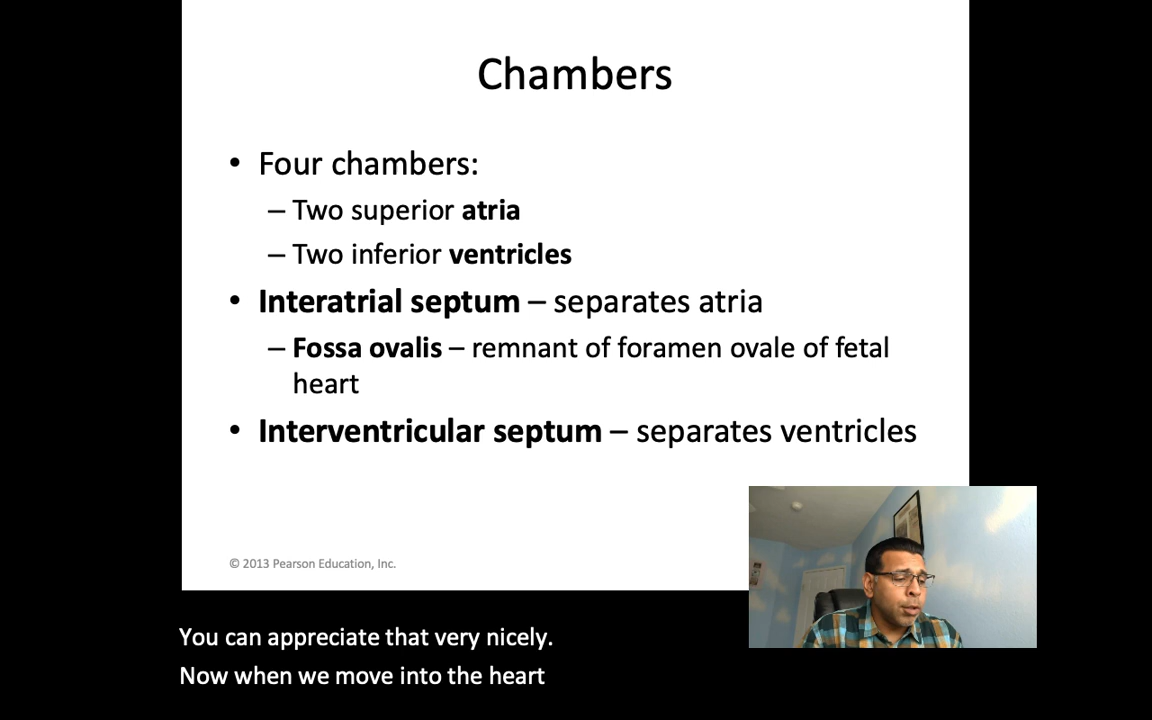 Chambers
• Four chambers:
– Two superior atria
– Two inferior ventricles
• Interatrial septum – separates atria
– Fossa ovalis – remnant of foramen ovale of fetal
heart
• Interventricular septum – separates ventricles
© 2013 Pearson Education, Inc.
You can appreciate that very nicely.
Now when we move into the heart